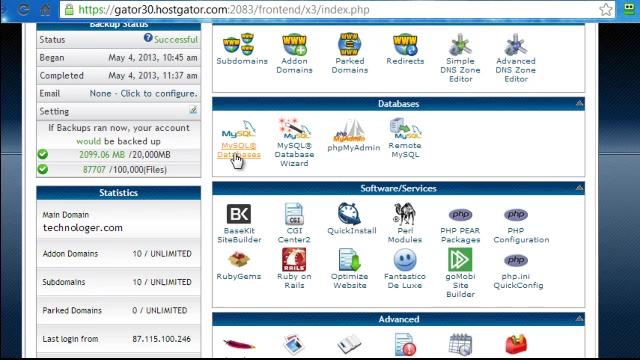 https://gator30.hostgator.com:2083/frontend/x3/index.php
Backup Status
Status Successful
Began May 4, 2013, 10:45 am
Completed May 4, 2013, 11:37 am
Email None - Click to configure.
Setting
If Backups ran now, your account
would be backed up
2099.06 MB /20,000MB
87707 /100,000(Files)
Statistics
Main Domain
technologer.com
Addon Domains 10 / UNLIMITED
Subdomains 10 / UNLIMITED
Parked Domains 0 / UNLIMITED
Last login from 87.115.100.246
Subdomains
Addon
Domains
Parked
Domains
Redirects
Simple
DNS Zone
Editor
Advanced
DNS Zone
Editor
Databases
MySQL®
Databases
MySQL®
Database
Wizard
phpMyAdmin
Remote
MySQL
Software/Services
BaseKit
SiteBuilder
CGI
Center2
QuickInstall
Perl
Modules
PHP PEAR
Packages
PHP
Configuration
RubyGems
Ruby on
Rails
Optimize
Website
Fantastico
De Luxe
goMobi
Site
Builder
php.ini
QuickConfig
Advanced